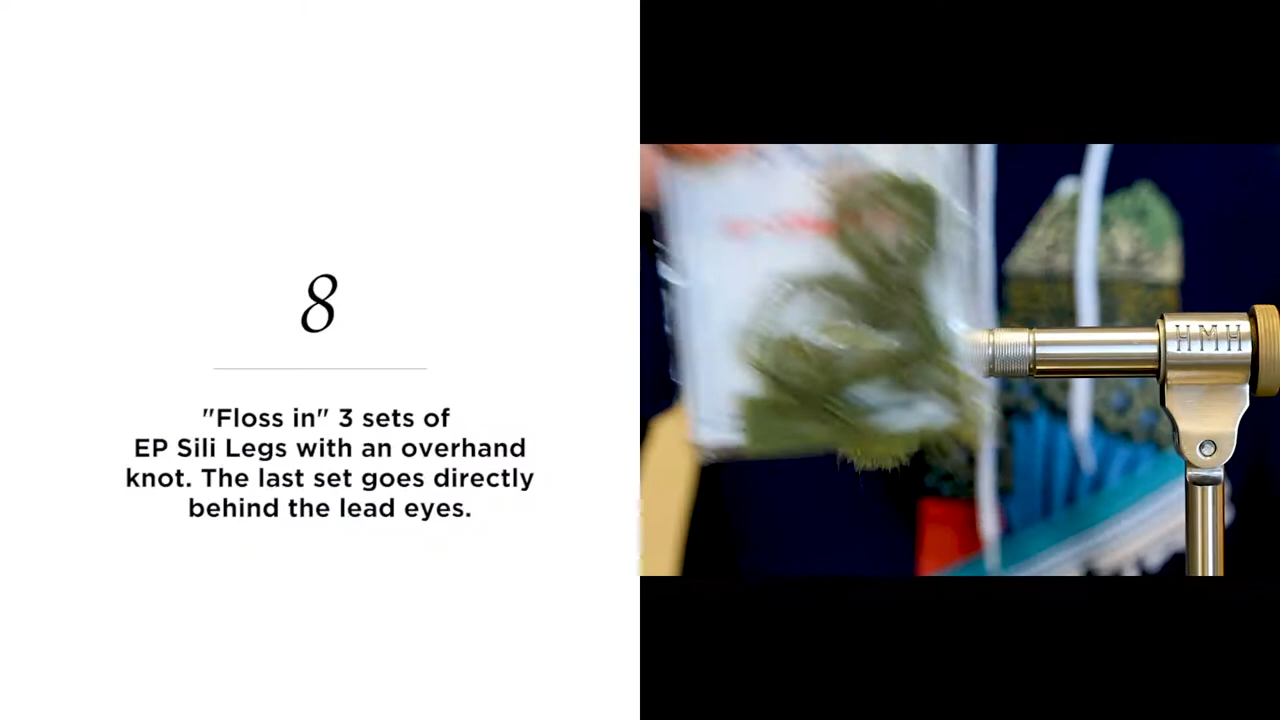 8
"Floss in" 3 sets of
EP Sili Legs with an overhand
knot. The last set goes directly
behind the lead eyes.
HMH